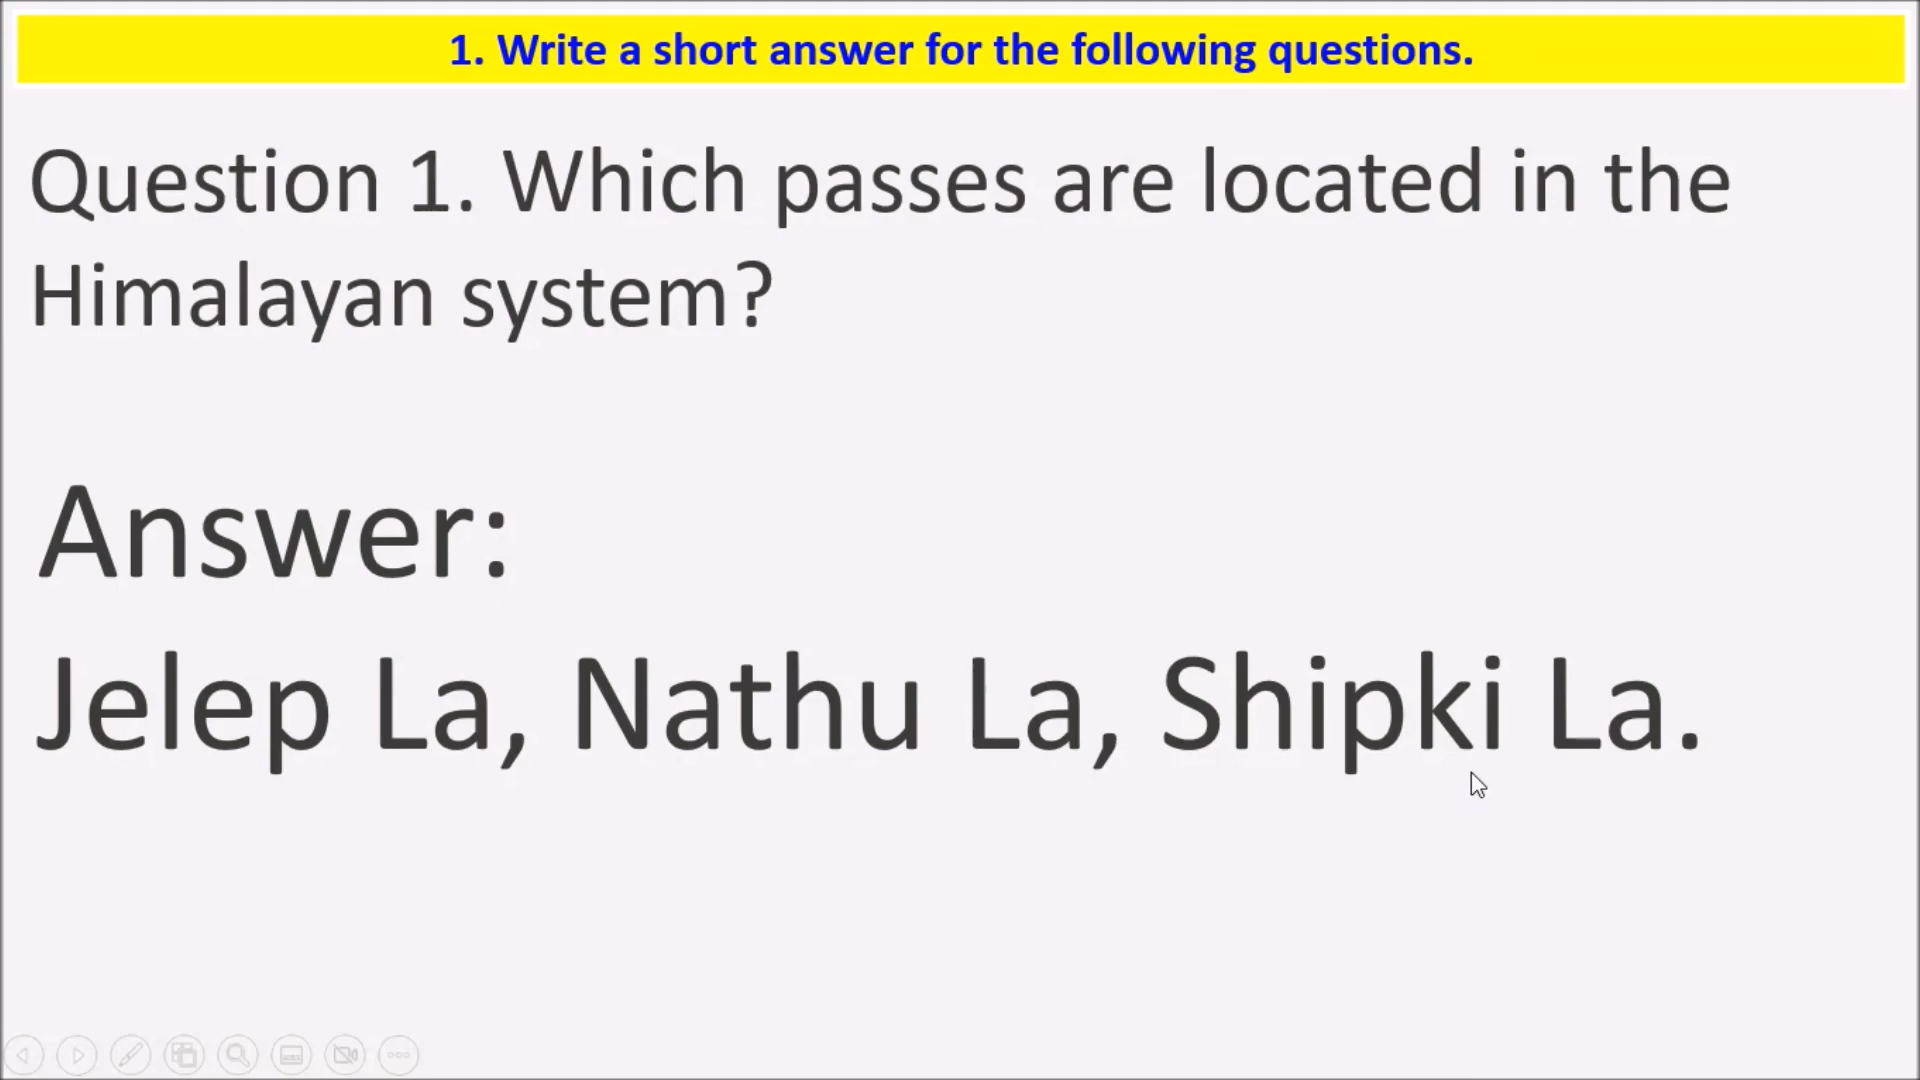 1. Write a short answer for the following questions.
Question 1. Which passes are located in the
Himalayan system?
Answer:
Jelep La, Nathu La, Shipki La.